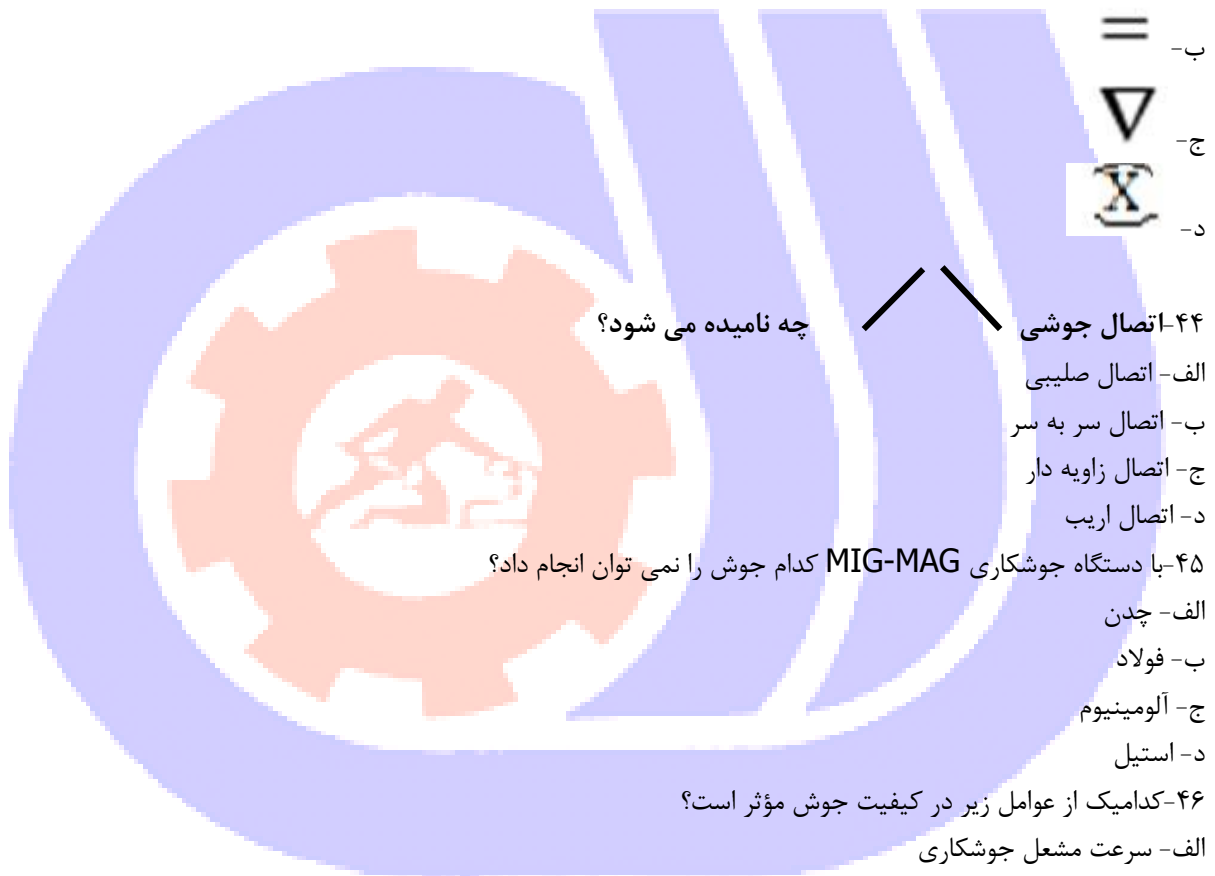 ب-
ج-
د-
۴۴-اتصال جوشی چه نامیده می شود؟
الف- اتصال صلیبی
ب- اتصال سر به سر
ج- اتصال زاویه دار
د- اتصال اریب
۴۵-با دستگاه جوشکاری MIG-MAG کدام جوش را نمی توان انجام داد؟
الف- چدن
ب- فولاد
ج- آلومینیوم
د- استیل
۴۶-کدامیک از عوامل زیر در کیفیت جوش مؤثر است؟
الف- سرعت مشعل جوشکاری